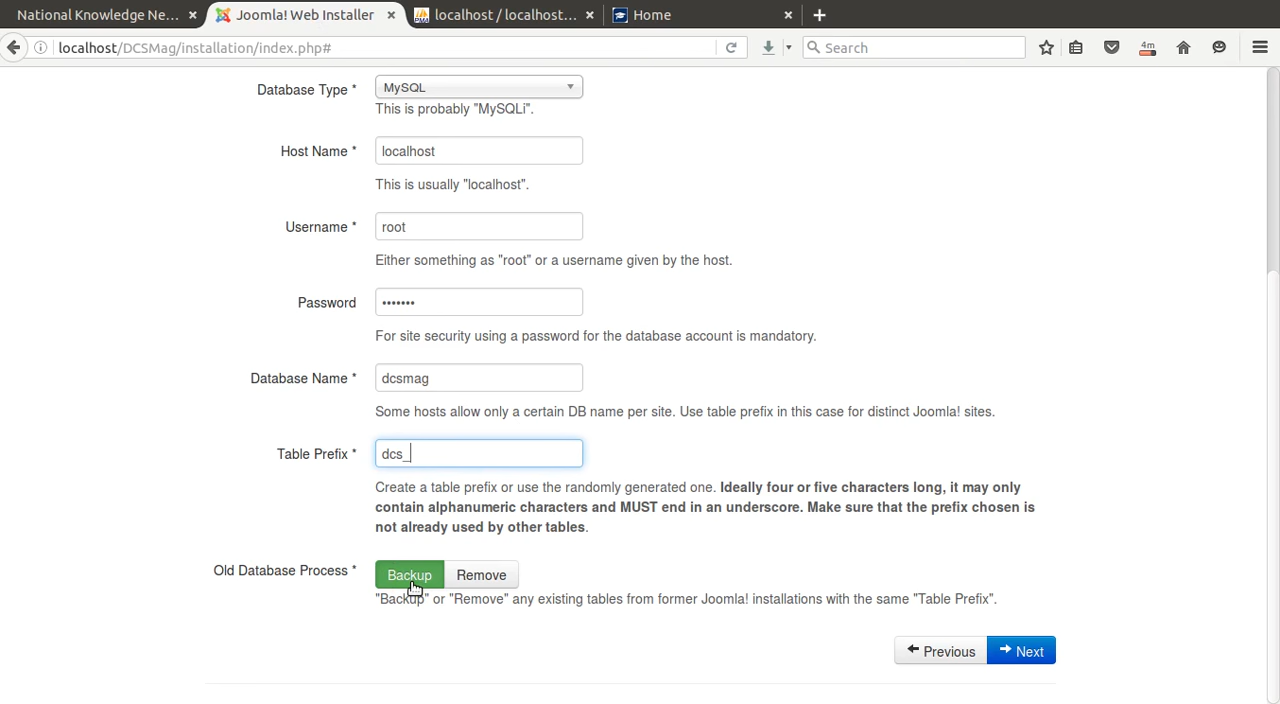 National Knowledge Ne... × Joomla! Web Installer × localhost / localhost... × Home × +
localhost/DCSMag/installation/index.php# Search 4m
Database Type * MySQL
This is probably "MySQLi".
Host Name * localhost
This is usually "localhost".
Username * root
Either something as "root" or a username given by the host.
Password •••••••
For site security using a password for the database account is mandatory.
Database Name * dcsmag
Some hosts allow only a certain DB name per site. Use table prefix in this case for distinct Joomla! sites.
Table Prefix * dcs_
Create a table prefix or use the randomly generated one. Ideally four or five characters long, it may only
contain alphanumeric characters and MUST end in an underscore. Make sure that the prefix chosen is
not already used by other tables.
Old Database Process * Backup Remove
"Backup" or "Remove" any existing tables from former Joomla! installations with the same "Table Prefix".
Previous Next